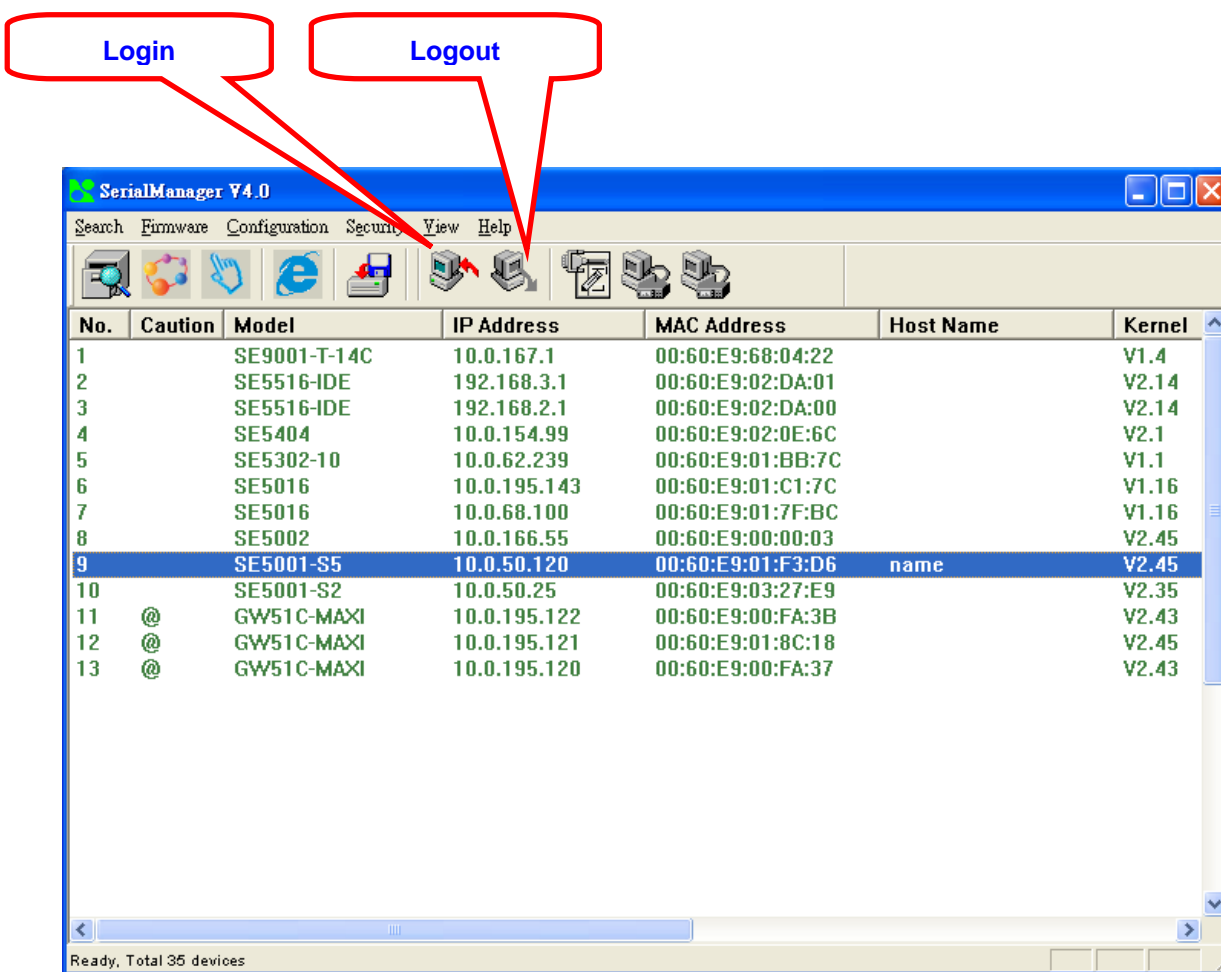 Login Logout
SerialManager V4.0
Search Firmware Configuration Security View Help
No. Caution Model IP Address MAC Address Host Name Kernel
1 SE9001-T-14C 10.0.167.1 00:60:E9:68:04:22 V1.4
2 SE5516-IDE 192.168.3.1 00:60:E9:02:DA:01 V2.14
3 SE5516-IDE 192.168.2.1 00:60:E9:02:DA:00 V2.14
4 SE5404 10.0.154.99 00:60:E9:02:0E:6C V2.1
5 SE5302-10 10.0.62.239 00:60:E9:01:BB:7C V1.1
6 SE5016 10.0.195.143 00:60:E9:01:C1:7C V1.16
7 SE5016 10.0.68.100 00:60:E9:01:7F:BC V1.16
8 SE5002 10.0.166.55 00:60:E9:00:00:03 V2.45
9 SE5001-S5 10.0.50.120 00:60:E9:01:F3:D6 name V2.45
10 SE5001-S2 10.0.50.25 00:60:E9:03:27:E9 V2.35
11 @ GW51C-MAXI 10.0.195.122 00:60:E9:00:FA:3B V2.43
12 @ GW51C-MAXI 10.0.195.121 00:60:E9:01:8C:18 V2.45
13 @ GW51C-MAXI 10.0.195.120 00:60:E9:00:FA:37 V2.43
Ready, Total 35 devices